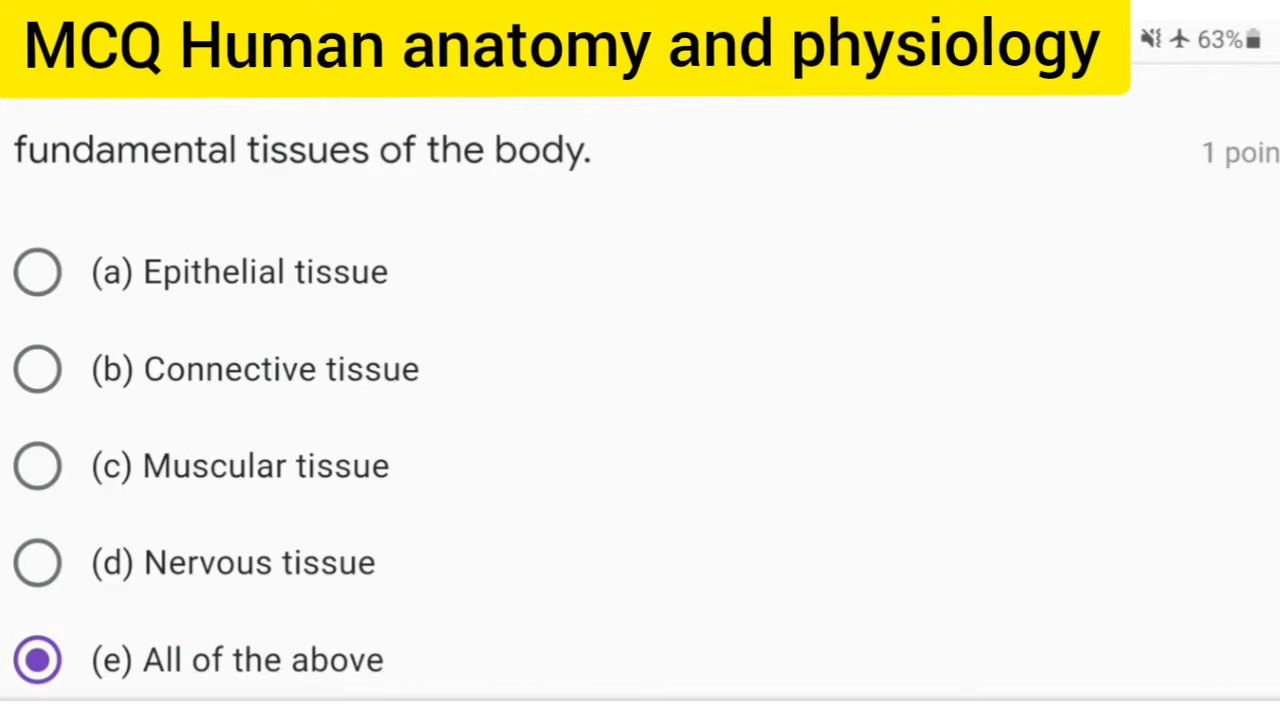 MCQ Human anatomy and physiology
63%
fundamental tissues of the body.
1 poin
(a) Epithelial tissue
(b) Connective tissue
(c) Muscular tissue
(d) Nervous tissue
(e) All of the above